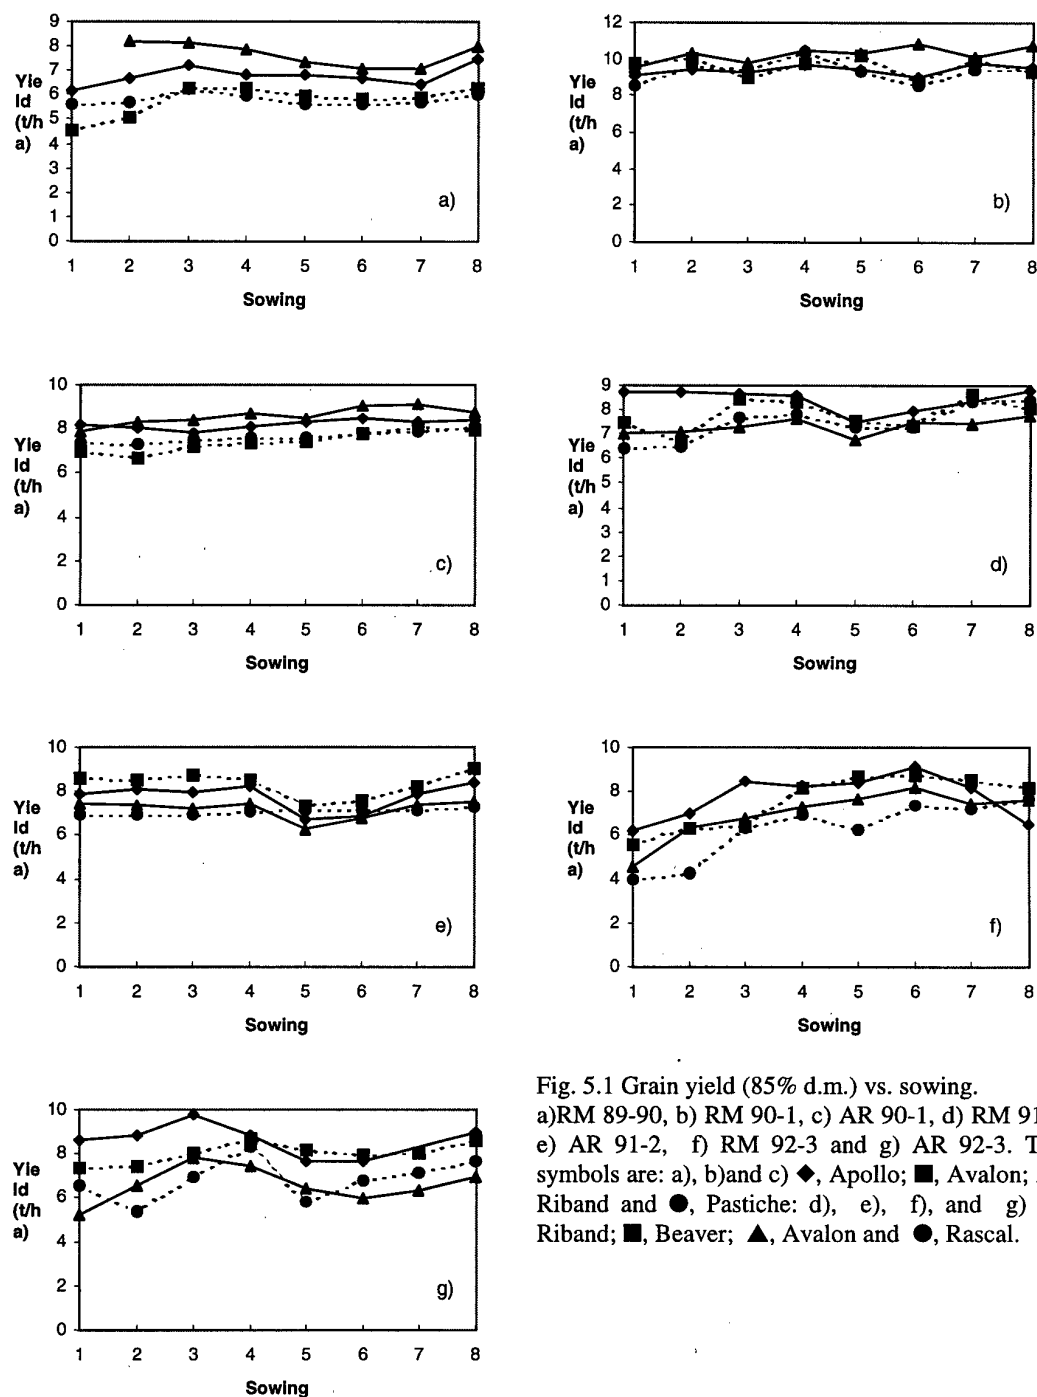 9
8
7
6
5
4
3
2
1
0
Yie
ld
(t/h
a)
a)
1 2 3 4 5 6 7 8
Sowing
12
10
8
6
4
2
0
Yie
ld
(t/h
a)
b)
1 2 3 4 5 6 7 8
Sowing
10
8
6
4
2
0
Yie
ld
(t/h
a)
c)
1 2 3 4 5 6 7 8
Sowing
9
8
7
6
5
4
3
2
1
0
Yie
ld
(t/h
a)
d)
1 2 3 4 5 6 7 8
Sowing
10
8
6
4
2
0
Yie
ld
(t/h
a)
e)
1 2 3 4 5 6 7 8
Sowing
10
8
6
4
2
0
Yie
ld
(t/h
a)
f)
1 2 3 4 5 6 7 8
Sowing
10
8
6
4
2
0
Yie
ld
(t/h
a)
g)
1 2 3 4 5 6 7 8
Sowing
Fig. 5.1 Grain yield (85% d.m.) vs. sowing.
a)RM 89-90, b) RM 90-1, c) AR 90-1, d) RM 91
e) AR 91-2, f) RM 92-3 and g) AR 92-3. T
symbols are: a), b)and c) ◆, Apollo; ■, Avalon;
Riband and ●, Pastiche: d), e), f), and g)
Riband; ■, Beaver; ▲, Avalon and ●, Rascal.